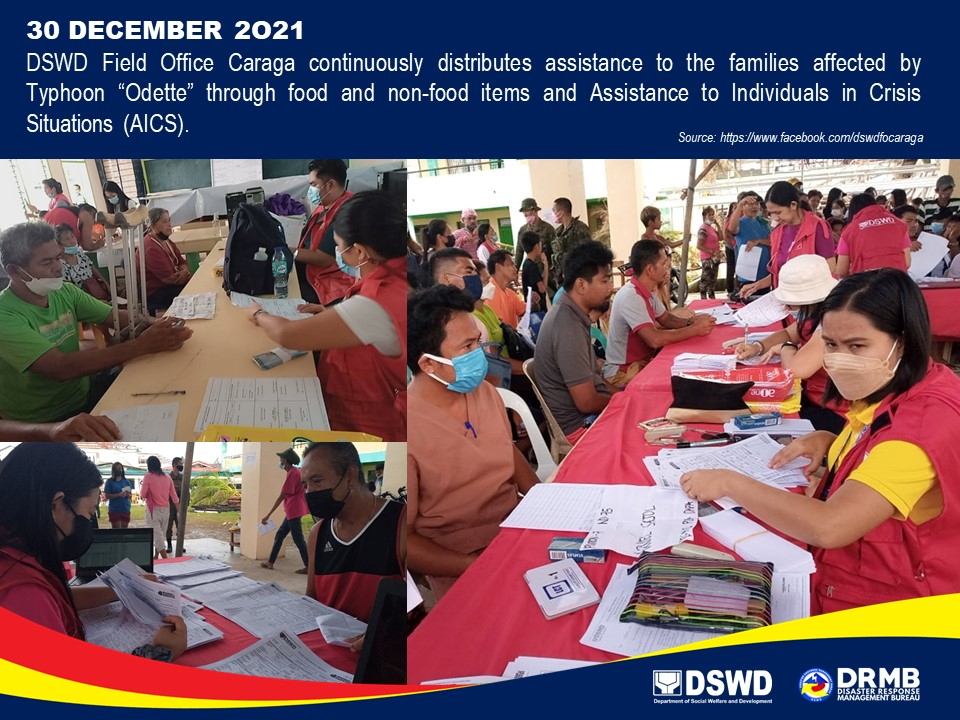 30 DECEMBER 2O21
DSWD Field Office Caraga continuously distributes assistance to the families affected by
Typhoon “Odette” through food and non-food items and Assistance to Individuals in Crisis
Situations (AICS).
Source: https://www.facebook.com/dswdfocaraga
DSWD
DSWD
Department of Social Welfare and Development
DRMB
DISASTER RESPONSE
MANAGEMENT BUREAU